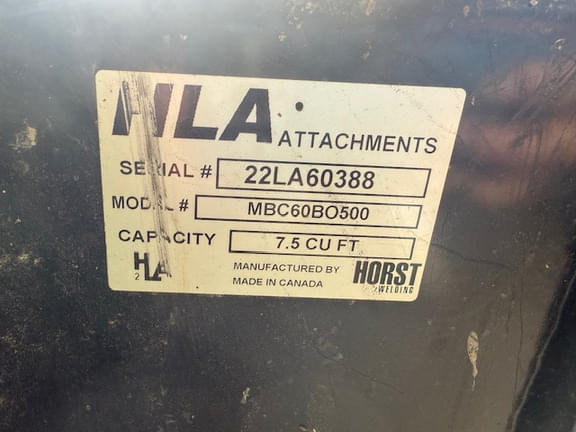 HLA ATTACHMENTS
SERIAL # 22LA60388
MODEL # MBC60BO500
CAPACITY 7.5 CU FT
HLA
2
MANUFACTURED BY HORST
MADE IN CANADA WELDING